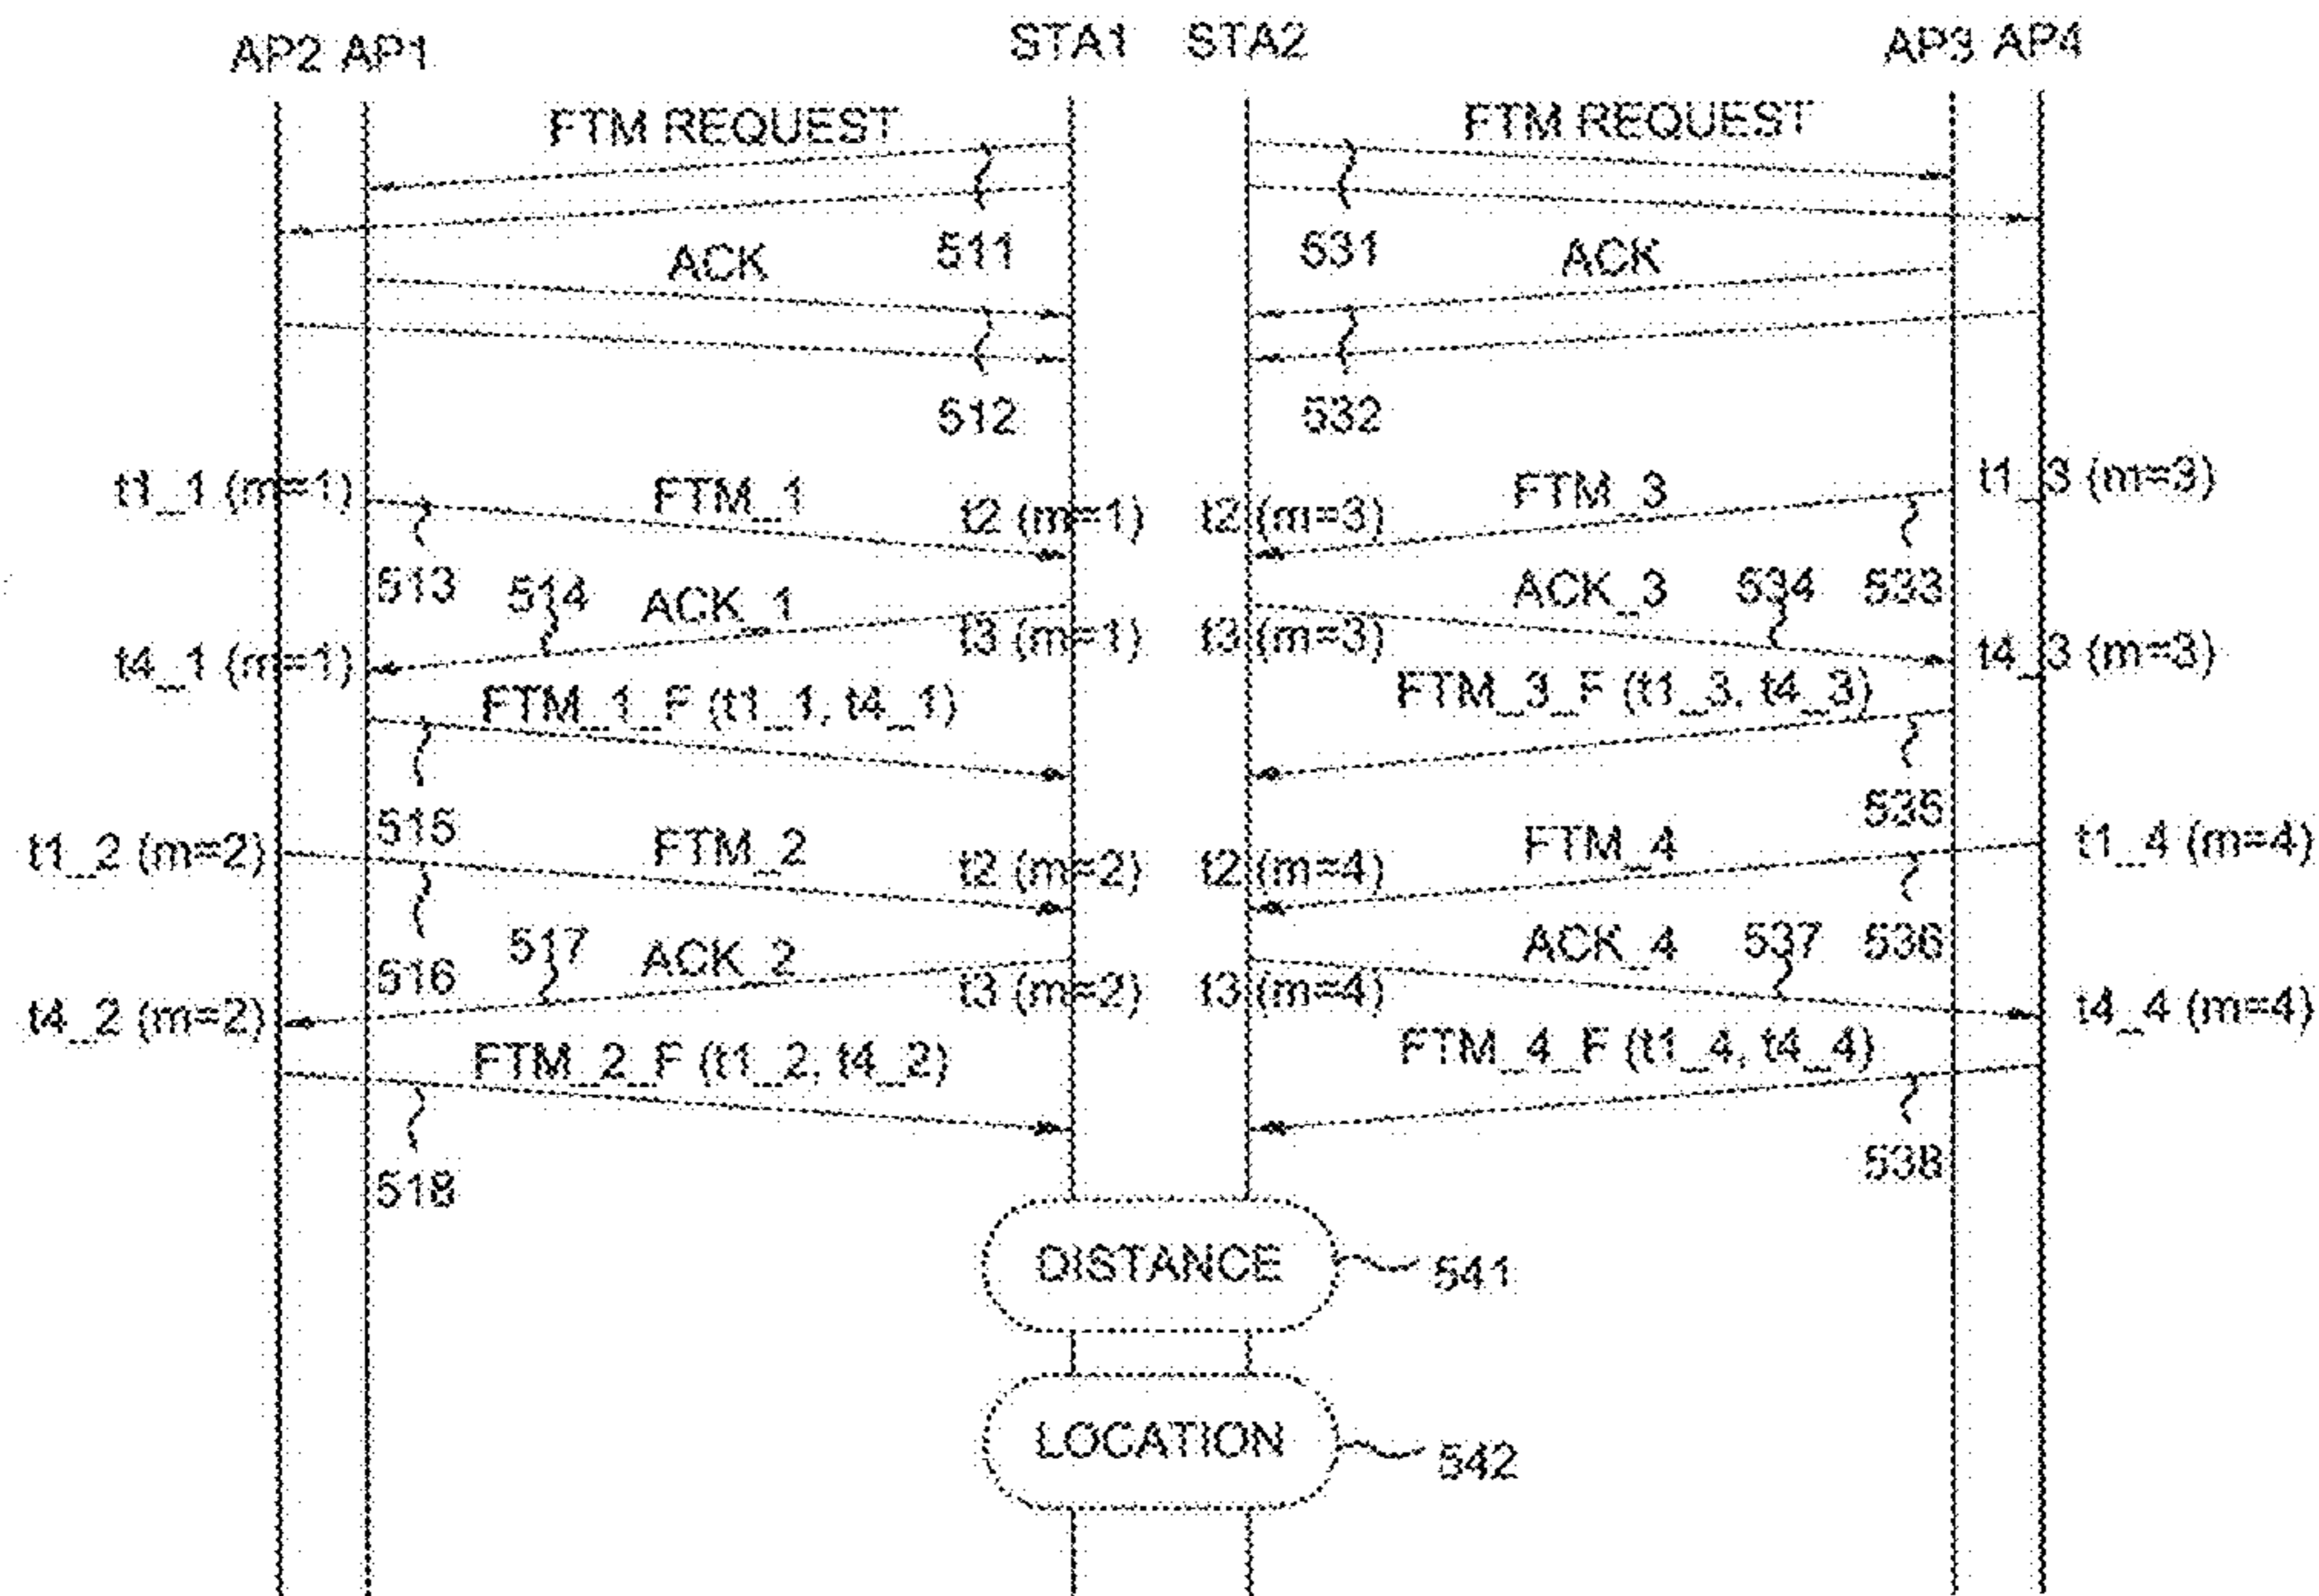 AP2 AP1 STA1 STA2 AP3 AP4
FTM REQUEST FTM REQUEST
511 531
ACK ACK
512 532
t1_1 (m=1) FTM_1 t2 (m=1) t2 (m=3) FTM_3 t1_3 (m=3)
513 514 ACK_1 ACK_3 534 533
t4_1 (m=1) t3 (m=1) t3 (m=3) t4_3 (m=3)
FTM_1_F (t1_1, t4_1) FTM_3_F (t1_3, t4_3)
515 535
t1_2 (m=2) FTM_2 t2 (m=2) t2 (m=4) FTM_4 t1_4 (m=4)
516 517 ACK_2 ACK_4 537 536
t4_2 (m=2) t3 (m=2) t3 (m=4) t4_4 (m=4)
FTM_2_F (t1_2, t4_2) FTM_4_F (t1_4, t4_4)
518 538
DISTANCE 541
LOCATION 542